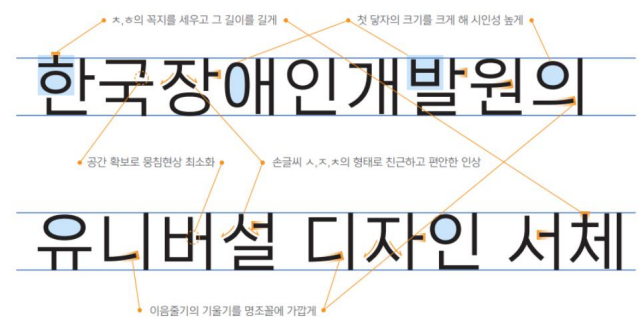 ㅊ,ㅎ의 꼭지를 세우고 그 길이를 길게
첫 닿자의 크기를 크게 해 시인성 높게
한국장애인개발원의
공간 확보로 뭉침현상 최소화
손글씨 ㅅ,ㅈ,ㅊ의 형태로 친근하고 편안한 인상
유니버설 디자인 서체
이음줄기의 기울기를 명조꼴에 가깝게